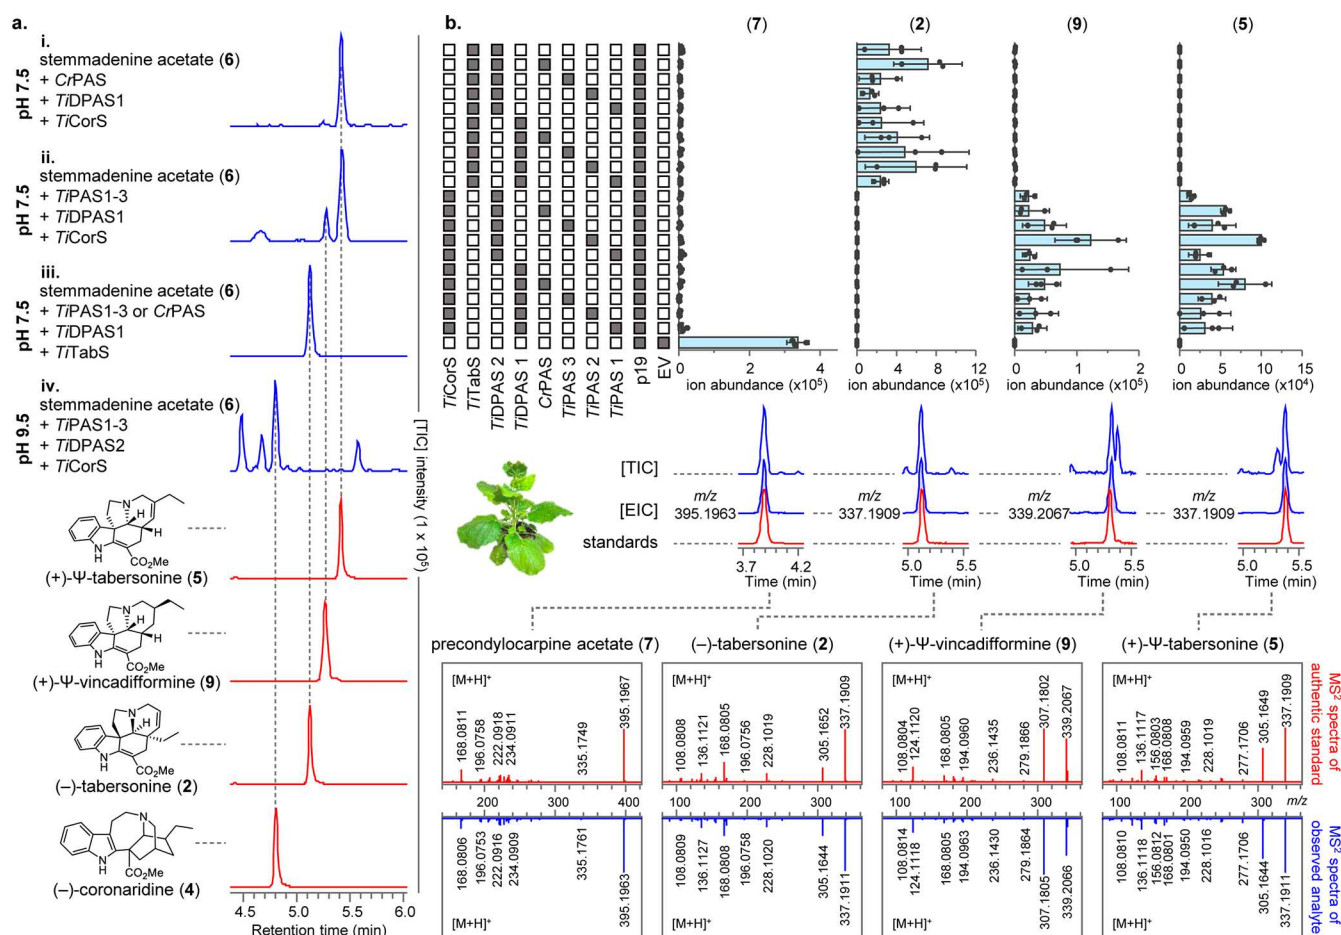 a.
i.
stemmadenine acetate (6)
+ CrPAS
+ TiDPAS1
+ TiCorS
pH 7.5
ii.
stemmadenine acetate (6)
+ TiPAS1-3
+ TiDPAS1
+ TiCorS
pH 7.5
iii.
stemmadenine acetate (6)
+ TiPAS1-3 or CrPAS
+ TiDPAS1
+ TiTabS
pH 7.5
iv.
stemmadenine acetate (6)
+ TiPAS1-3
+ TiDPAS2
+ TiCorS
pH 9.5
N
H
H
N
H
CO₂Me
(+)-Ψ-tabersonine (5)
N
H
H
N
H
CO₂Me
(+)-Ψ-vincadifformine (9)
N
H
N
H
CO₂Me
(–)-tabersonine (2)
N
N
H
CO₂Me
(–)-coronaridine (4)
4.5 5.0 5.5 6.0
Retention time (min)
[TIC] intensity (1 × 10⁵)
b.
(7) (2) (9) (5)
TiCorS
TiTabS
TiDPAS 2
TiDPAS 1
CrPAS
TiPAS 3
TiPAS 2
TiPAS 1
p19
EV
0 2 4
ion abundance (x10⁵)
0 2 4 6 8 10
ion abundance (x10⁵)
0 1 2
ion abundance (x10⁵)
0 5 10 15
ion abundance (x10⁴)
[TIC]
[EIC]
standards
m/z
395.1963
m/z
337.1909
m/z
339.2067
m/z
337.1909
3.7 4.2
Time (min)
5.0 5.5
Time (min)
5.0 5.5
Time (min)
5.0 5.5
Time (min)
precondylocarpine acetate (7)
[M+H]⁺
168.0811
196.0758
222.0918
234.0911
335.1749
395.1967
200 300 400
168.0806
196.0753
222.0916
234.0909
335.1761
395.1963
[M+H]⁺
(–)-tabersonine (2)
[M+H]⁺
108.0808
136.1121
168.0805
196.0756
228.1019
305.1652
337.1909
100 200 300
108.0809
136.1127
168.0808
196.0758
228.1020
305.1644
337.1911
[M+H]⁺
(+)-Ψ-vincadifformine (9)
[M+H]⁺
108.0804
124.1120
168.0805
194.0960
236.1435
279.1866
307.1802
339.2067
100 200 300
108.0814
124.1118
168.0805
194.0963
236.1430
279.1864
307.1805
339.2066
[M+H]⁺
(+)-Ψ-tabersonine (5)
[M+H]⁺
108.0811
136.1117
156.0803
168.0808
194.0959
228.1019
277.1706
305.1649
337.1909
100 200 300
m/z
108.0810
136.1118
156.0812
168.0801
194.0950
228.1016
277.1706
305.1644
337.1911
[M+H]⁺
MS² spectra of
authentic standard
MS² spectra of
observed analyte